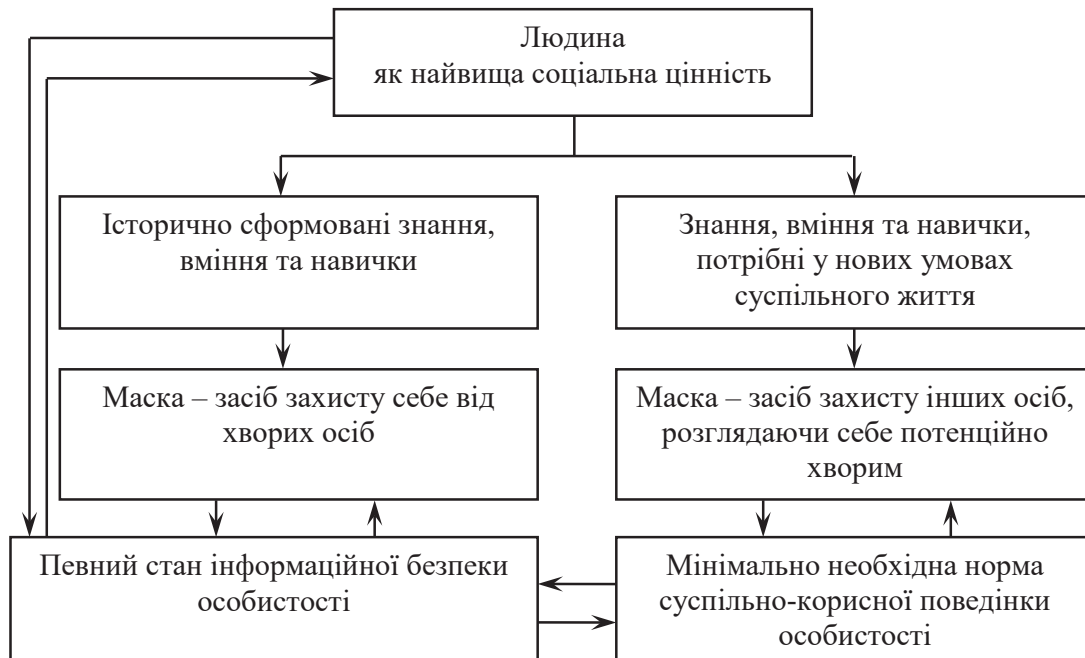 Людина
як найвища соціальна цінність
Історично сформовані знання,
вміння та навички
Знання, вміння та навички,
потрібні у нових умовах
суспільного життя
Маска – засіб захисту себе від
хворих осіб
Маска – засіб захисту інших осіб,
розглядаючи себе потенційно
хворим
Певний стан інформаційної безпеки
особистості
Мінімально необхідна норма
суспільно-корисної поведінки
особистості